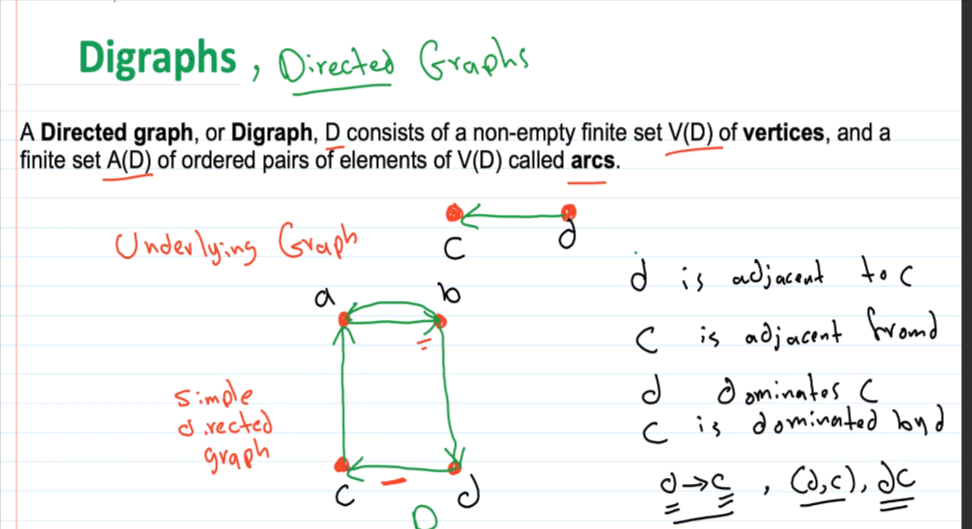 Digraphs, Directed Graphs
A Directed graph, or Digraph, D consists of a non-empty finite set V(D) of vertices, and a
finite set A(D) of ordered pairs of elements of V(D) called arcs.
c d
Underlying Graph
d is adjacent to c
a b
c is adjacent from d
simple
directed
graph
d dominates c
c is dominated by d
c d
d→c, (d,c), dc
D